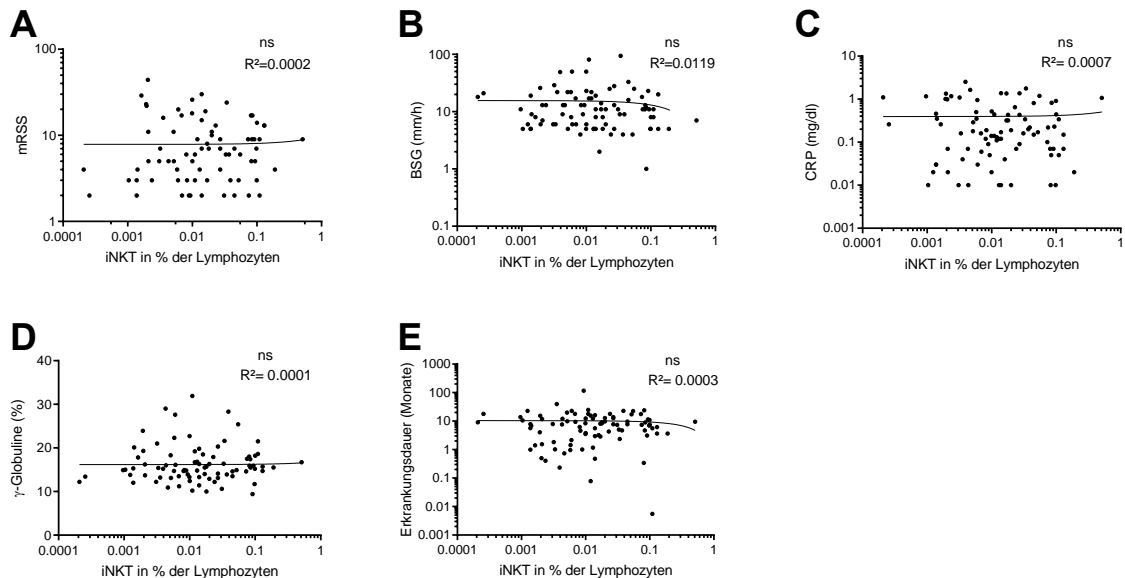 A
ns
R²=0.0002
100
10
1
mRSS
0.0001 0.001 0.01 0.1 1
iNKT in % der Lymphozyten
B
ns
R²=0.0119
100
10
1
0.1
BSG (mm/h)
0.0001 0.001 0.01 0.1 1
iNKT in % der Lymphozyten
C
ns
R²= 0.0007
10
1
0.1
0.01
0.001
CRP (mg/dl)
0.0001 0.001 0.01 0.1 1
iNKT in % der Lymphozyten
D
ns
R²= 0.0001
40
30
20
10
0
γ-Globuline (%)
0.0001 0.001 0.01 0.1 1
iNKT in % der Lymphozyten
E
ns
R²= 0.0003
1000
100
10
1
0.1
0.01
0.001
Erkrankungsdauer (Monate)
0.0001 0.001 0.01 0.1 1
iNKT in % der Lymphozyten